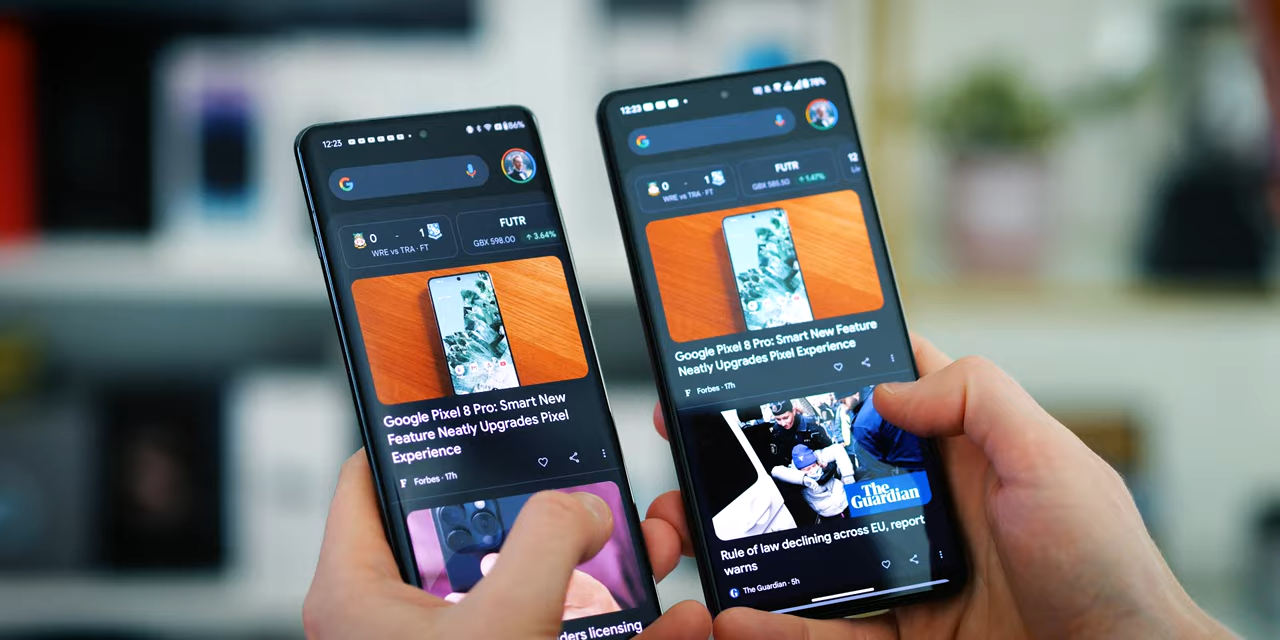 12:23
86%
G
0 - 1
WRE vs TRA · FT
FUTR
GBX 598.00 ↑ 3.64%
Google Pixel 8 Pro: Smart New
Feature Neatly Upgrades Pixel
Experience
F Forbes · 17h
ders licensing
12:23
78%
G
0 - 1
WRE vs TRA · FT
FUTR
GBX 585.50 ↑ 1.47%
12
Google Pixel 8 Pro: Smart New Feature
Neatly Upgrades Pixel Experience
F Forbes · 17h
The
Guardian
Rule of law declining across EU, report
warns
G The Guardian · 5h